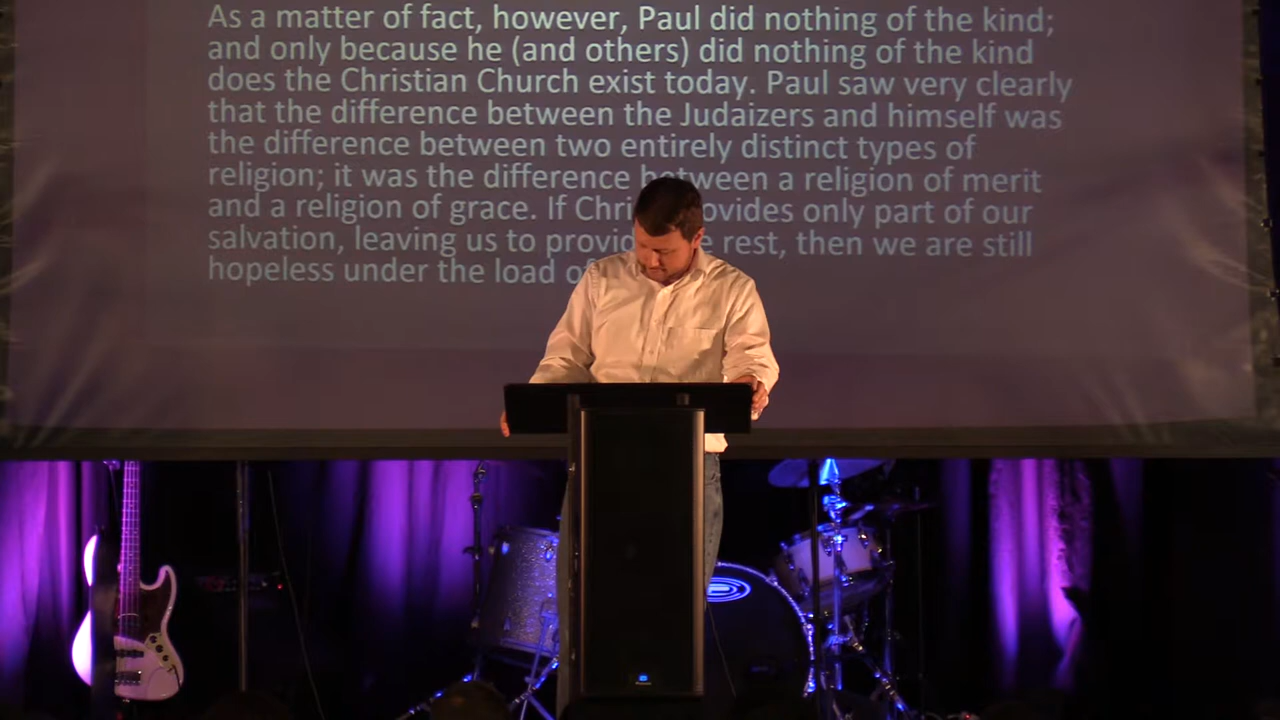 As a matter of fact, however, Paul did nothing of the kind;
and only because he (and others) did nothing of the kind
does the Christian Church exist today. Paul saw very clearly
that the difference between the Judaizers and himself was
the difference between two entirely distinct types of
religion; it was the difference between a religion of merit
and a religion of grace. If only part of our
salvation, leaving us to rest, then we are still
hopeless under the load